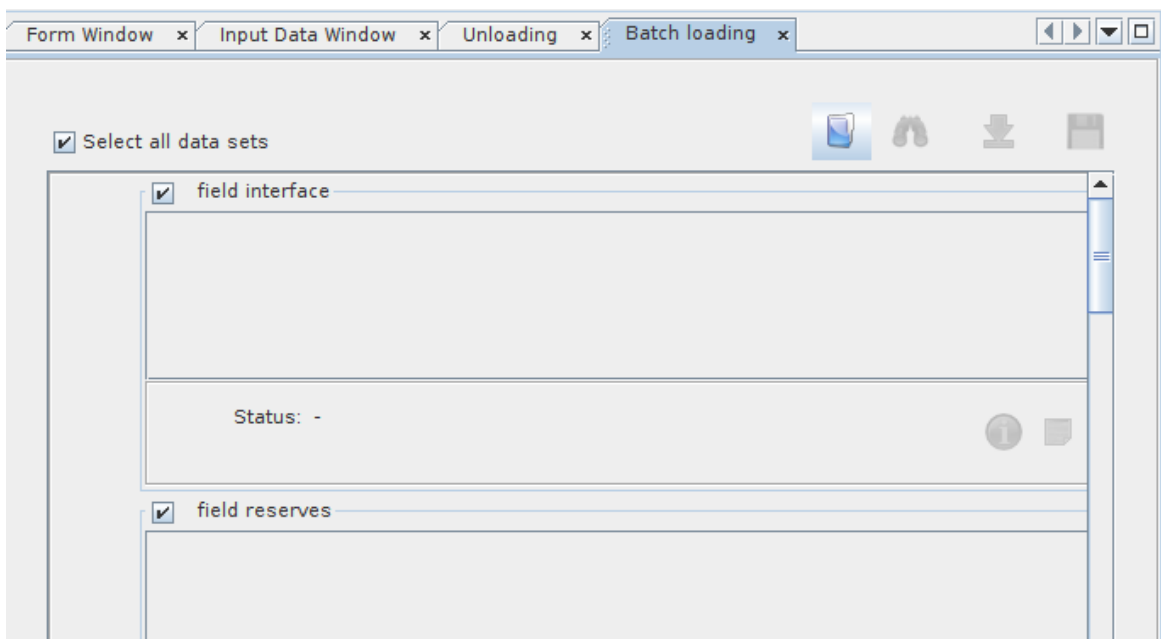 Form Window x Input Data Window x Unloading x Batch loading x
Select all data sets
field interface
Status: -
field reserves